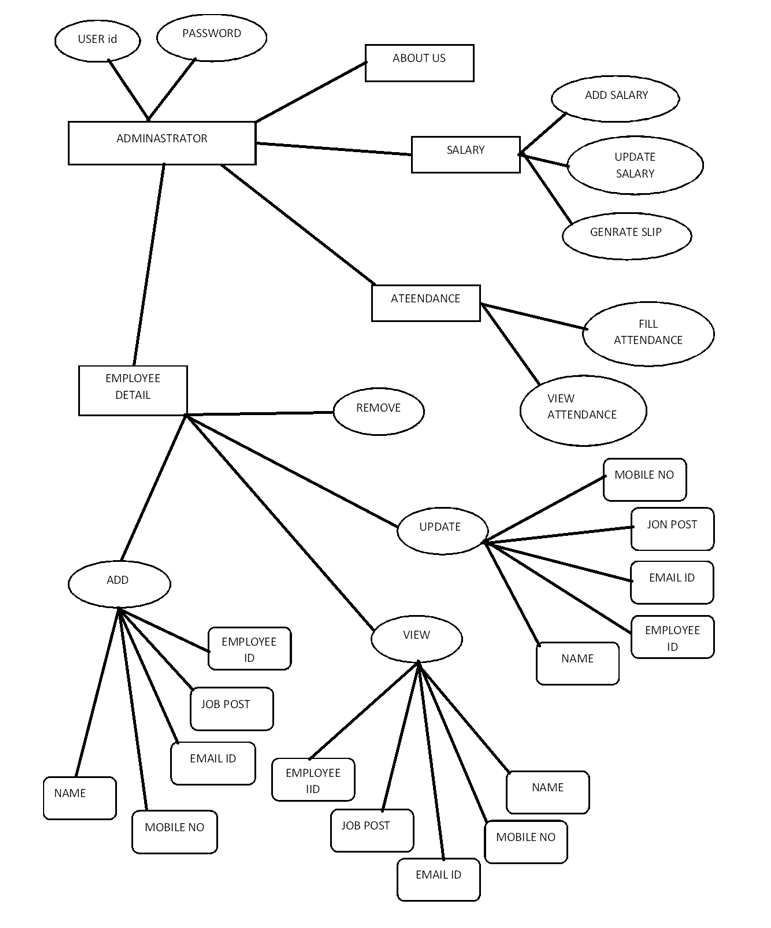 USER id
PASSWORD
ABOUT US
ADD SALARY
ADMINASTRATOR
SALARY
UPDATE
SALARY
GENRATE SLIP
ATEENDANCE
FILL
ATTENDANCE
EMPLOYEE
DETAIL
REMOVE
VIEW
ATTENDANCE
MOBILE NO
UPDATE
JON POST
EMAIL ID
EMPLOYEE
ID
NAME
ADD
VIEW
EMPLOYEE
ID
JOB POST
EMAIL ID
NAME
MOBILE NO
EMPLOYEE
IID
JOB POST
EMAIL ID
MOBILE NO
NAME